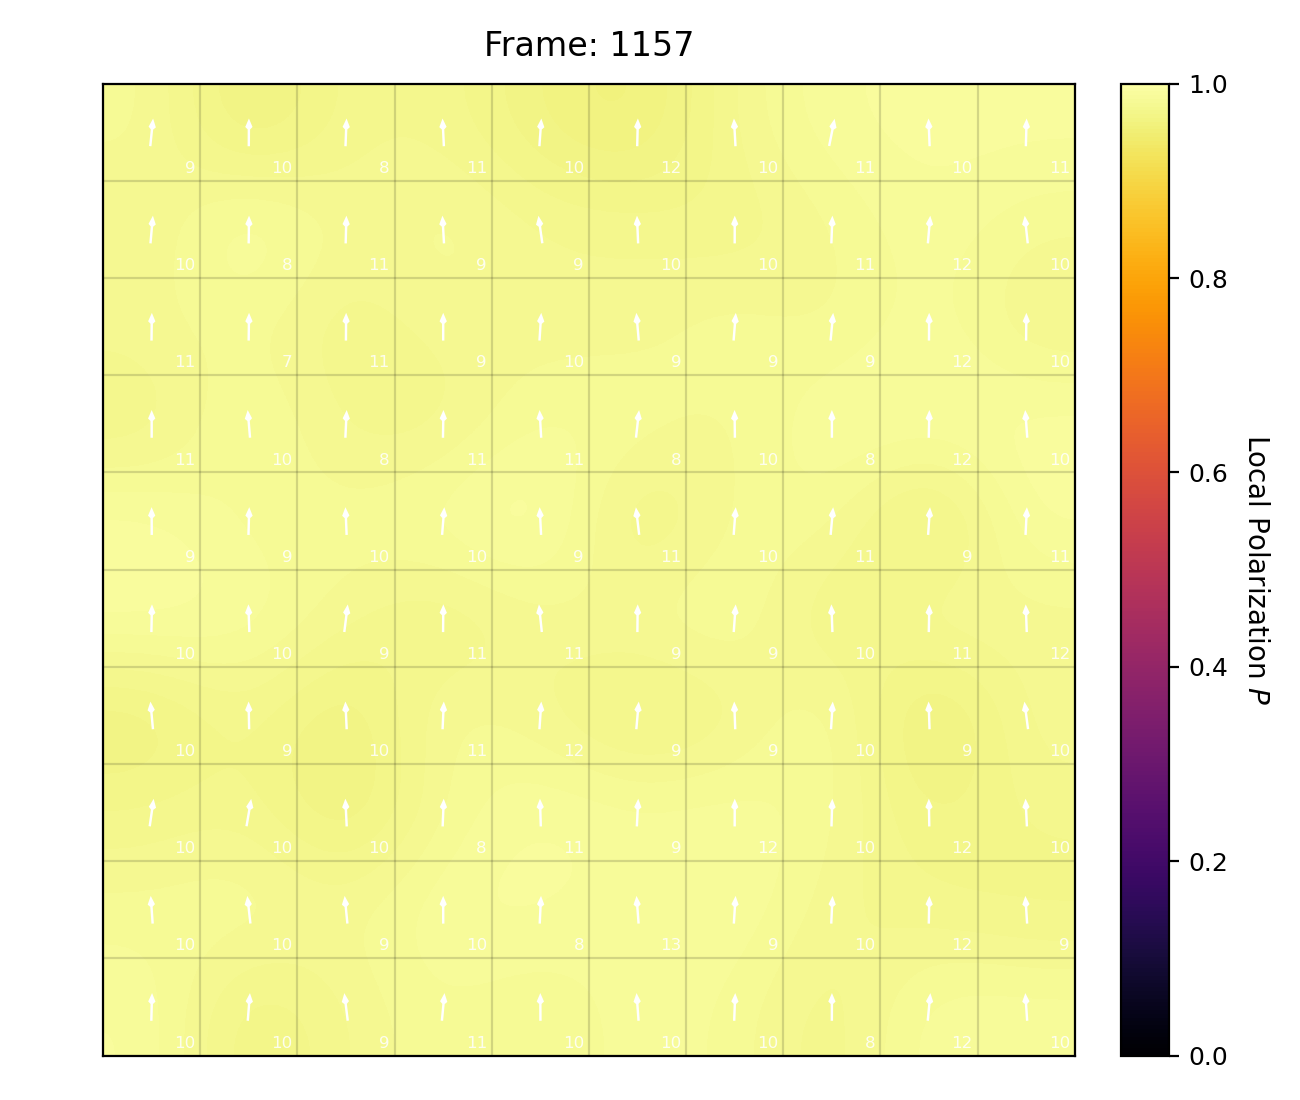 Frame: 1157
9 10 8 11 10 12 10 11 10 11
10 8 11 9 9 10 10 11 12 10
11 7 11 9 10 9 9 9 12 10
11 10 8 11 11 8 10 8 12 10
9 9 10 10 9 11 10 11 9 11
10 10 9 11 11 9 9 10 11 12
10 9 10 11 12 9 9 10 9 10
10 10 10 8 11 9 12 10 12 10
10 10 9 10 8 13 9 10 12 9
10 10 9 11 10 10 10 8 12 10
1.0
0.8
0.6
0.4
0.2
0.0
Local Polarization P